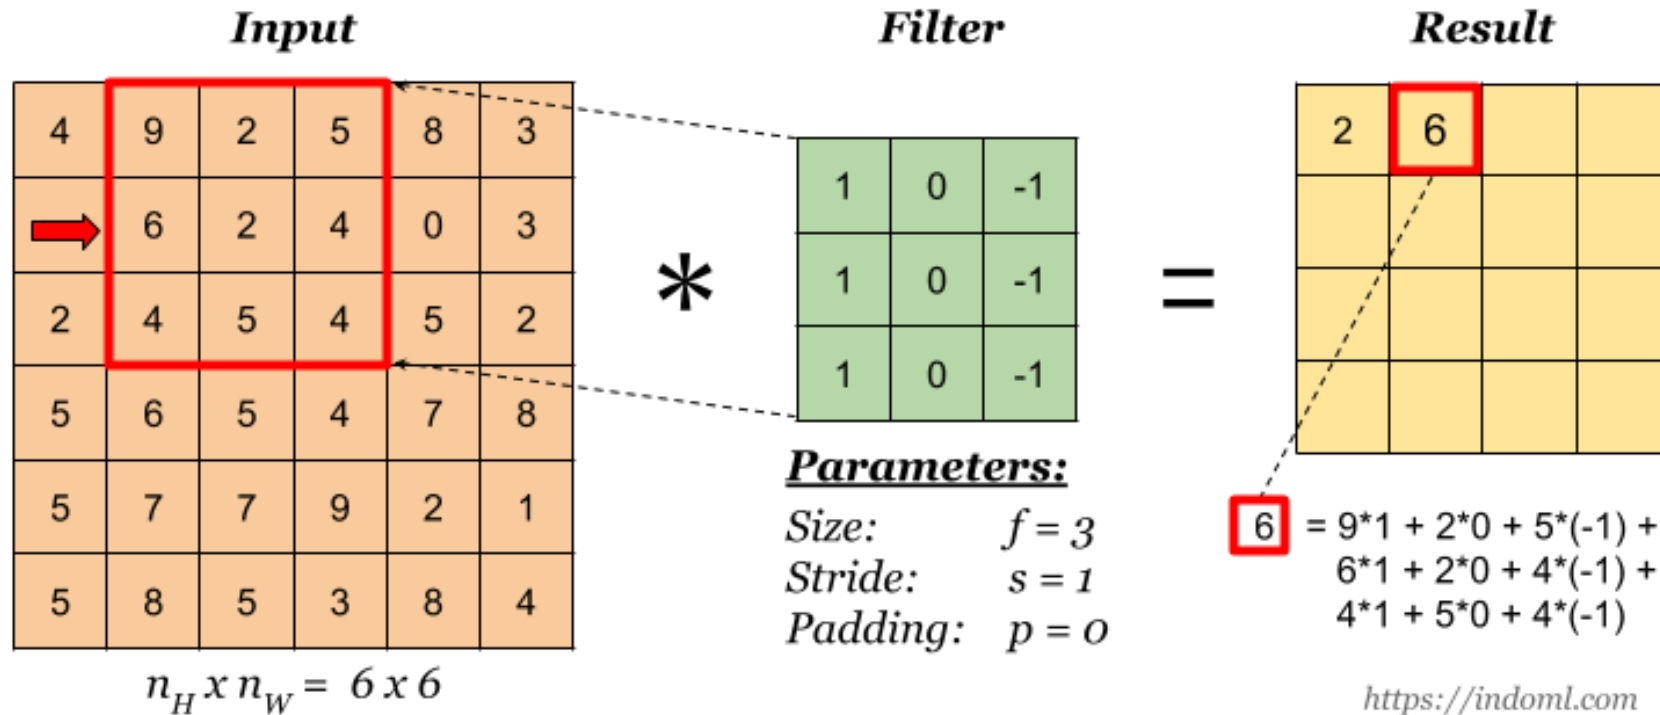 Input
4 9 2 5 8 3
6 2 4 0 3
2 4 5 4 5 2
5 6 5 4 7 8
5 7 7 9 2 1
5 8 5 3 8 4
n_H x n_W = 6 x 6
*
Filter
1 0 -1
1 0 -1
1 0 -1
Parameters:
Size: f = 3
Stride: s = 1
Padding: p = 0
=
Result
2 6
6 = 9*1 + 2*0 + 5*(-1) +
6*1 + 2*0 + 4*(-1) +
4*1 + 5*0 + 4*(-1)
https://indoml.com